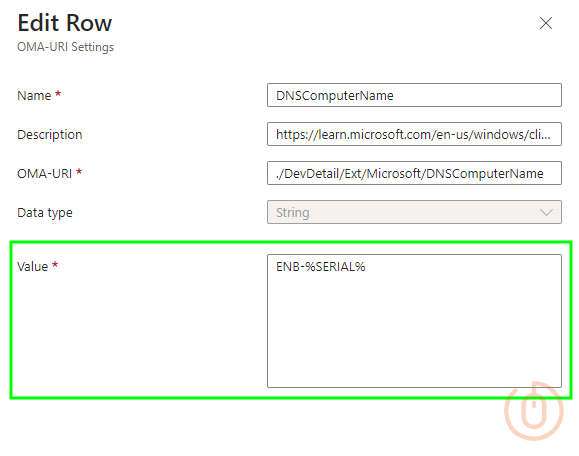 Edit Row
OMA-URI Settings
Name *
DNSComputerName
Description
https://learn.microsoft.com/en-us/windows/cli...
OMA-URI *
./DevDetail/Ext/Microsoft/DNSComputerName
Data type
String
Value *
ENB-%SERIAL%